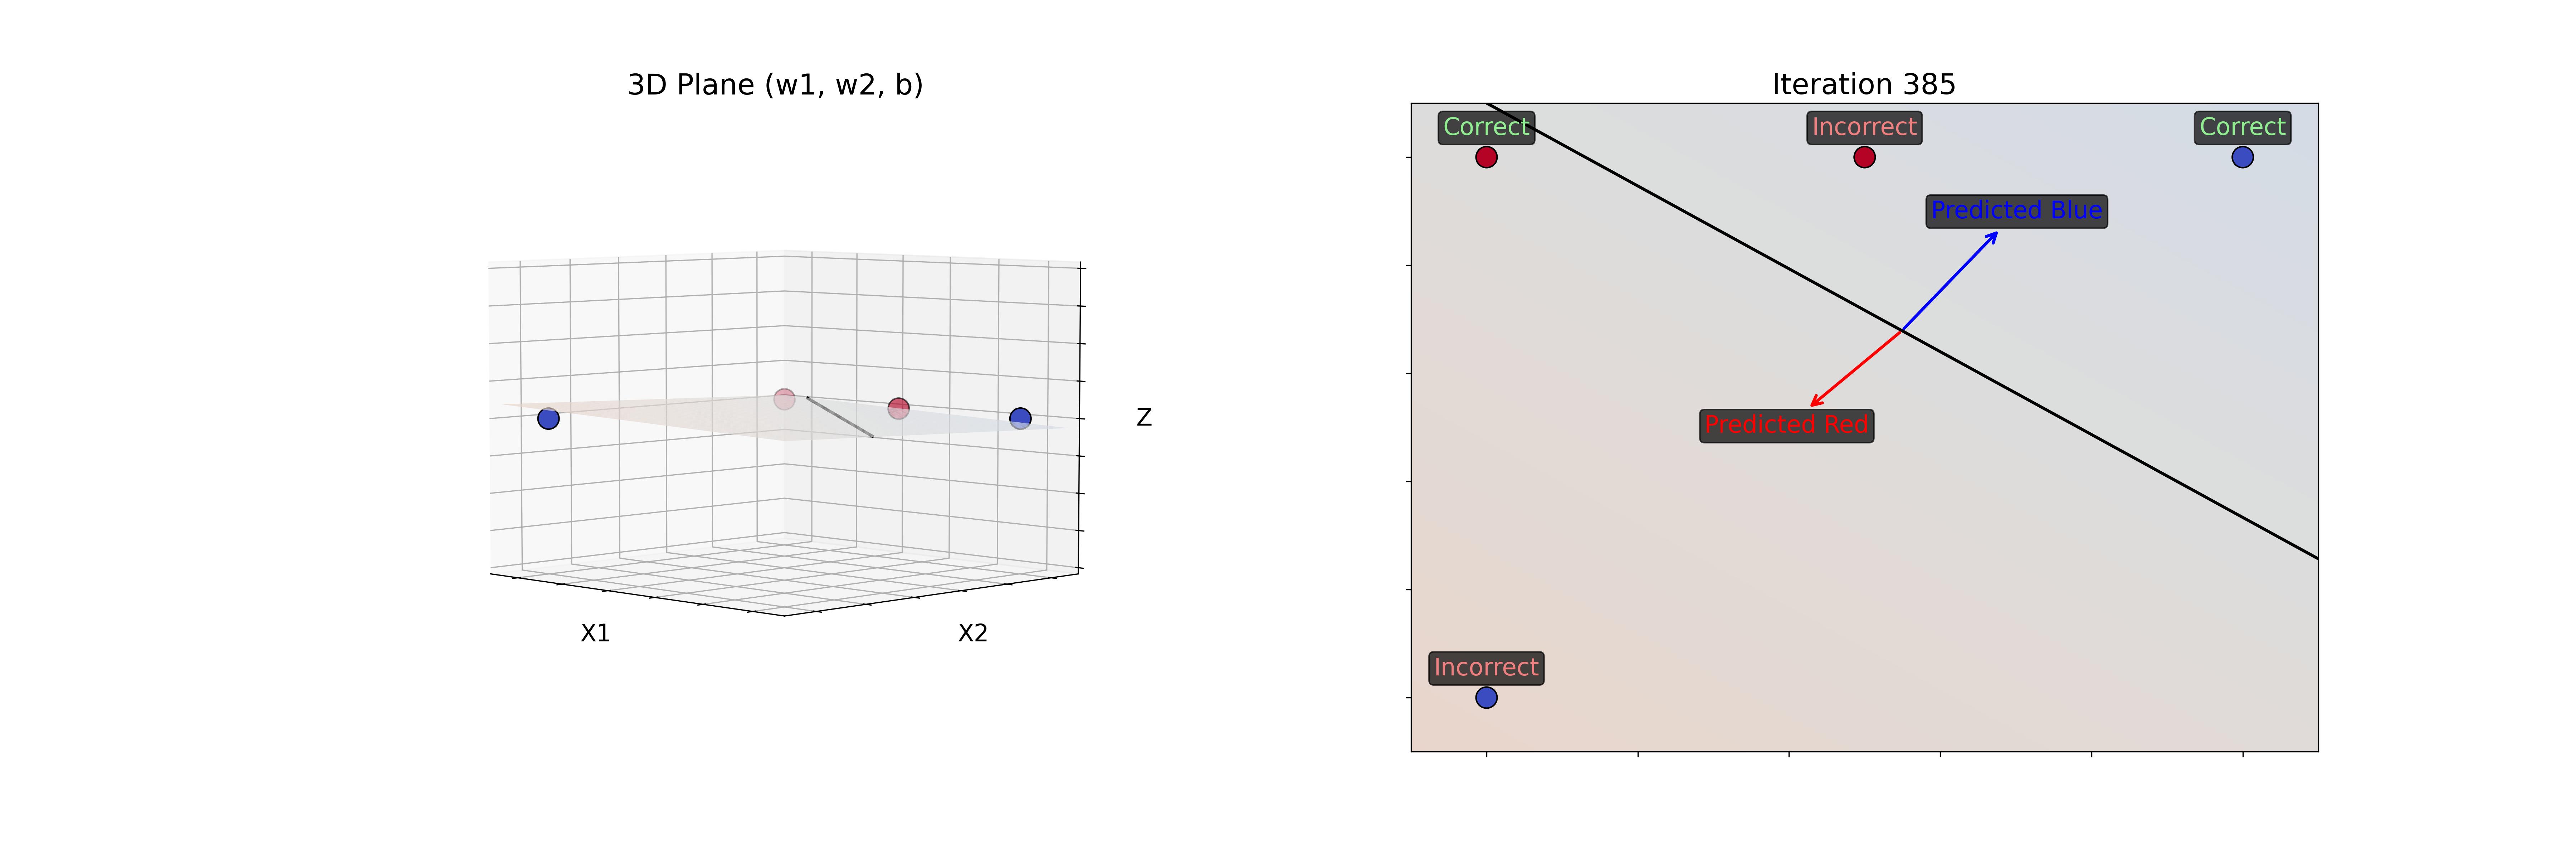 3D Plane (w1, w2, b)
Z
X1
X2
Iteration 385
Correct
Incorrect
Correct
Predicted Blue
Predicted Red
Incorrect